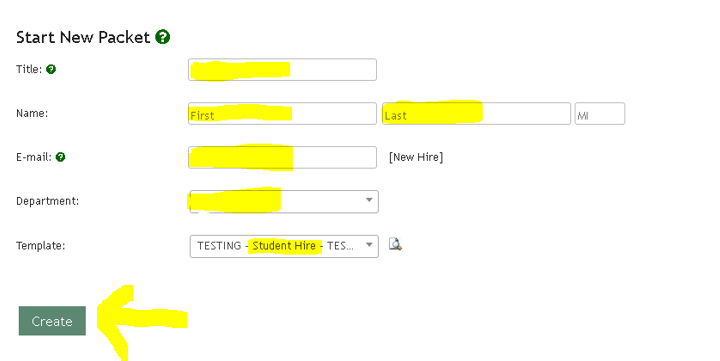 Start New Packet ?
Title: ?
Name: First Last MI
E-mail: ? [New Hire]
Department:
Template: TESTING - Student Hire - TES...
Create